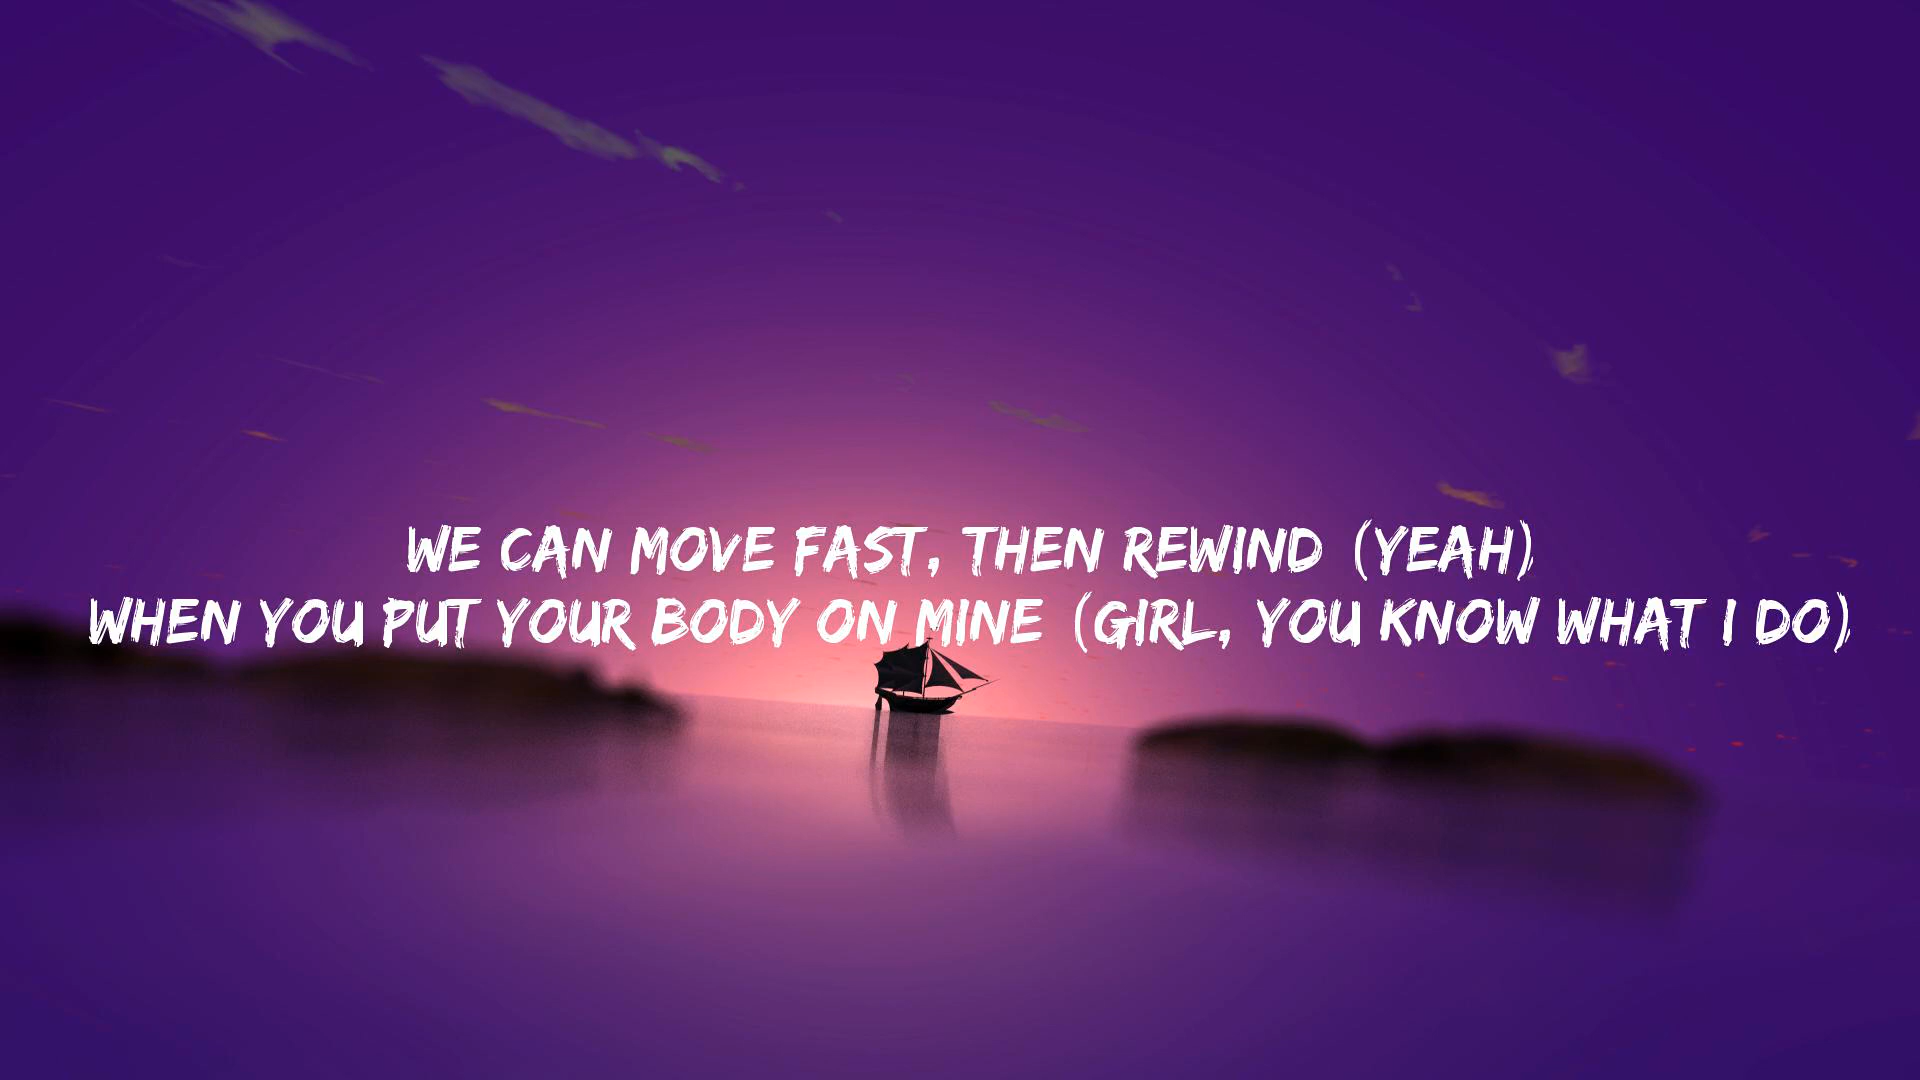 WE CAN MOVE FAST, THEN REWIND (YEAH)
WHEN YOU PUT YOUR BODY ON MINE (GIRL, YOU KNOW WHAT I DO)